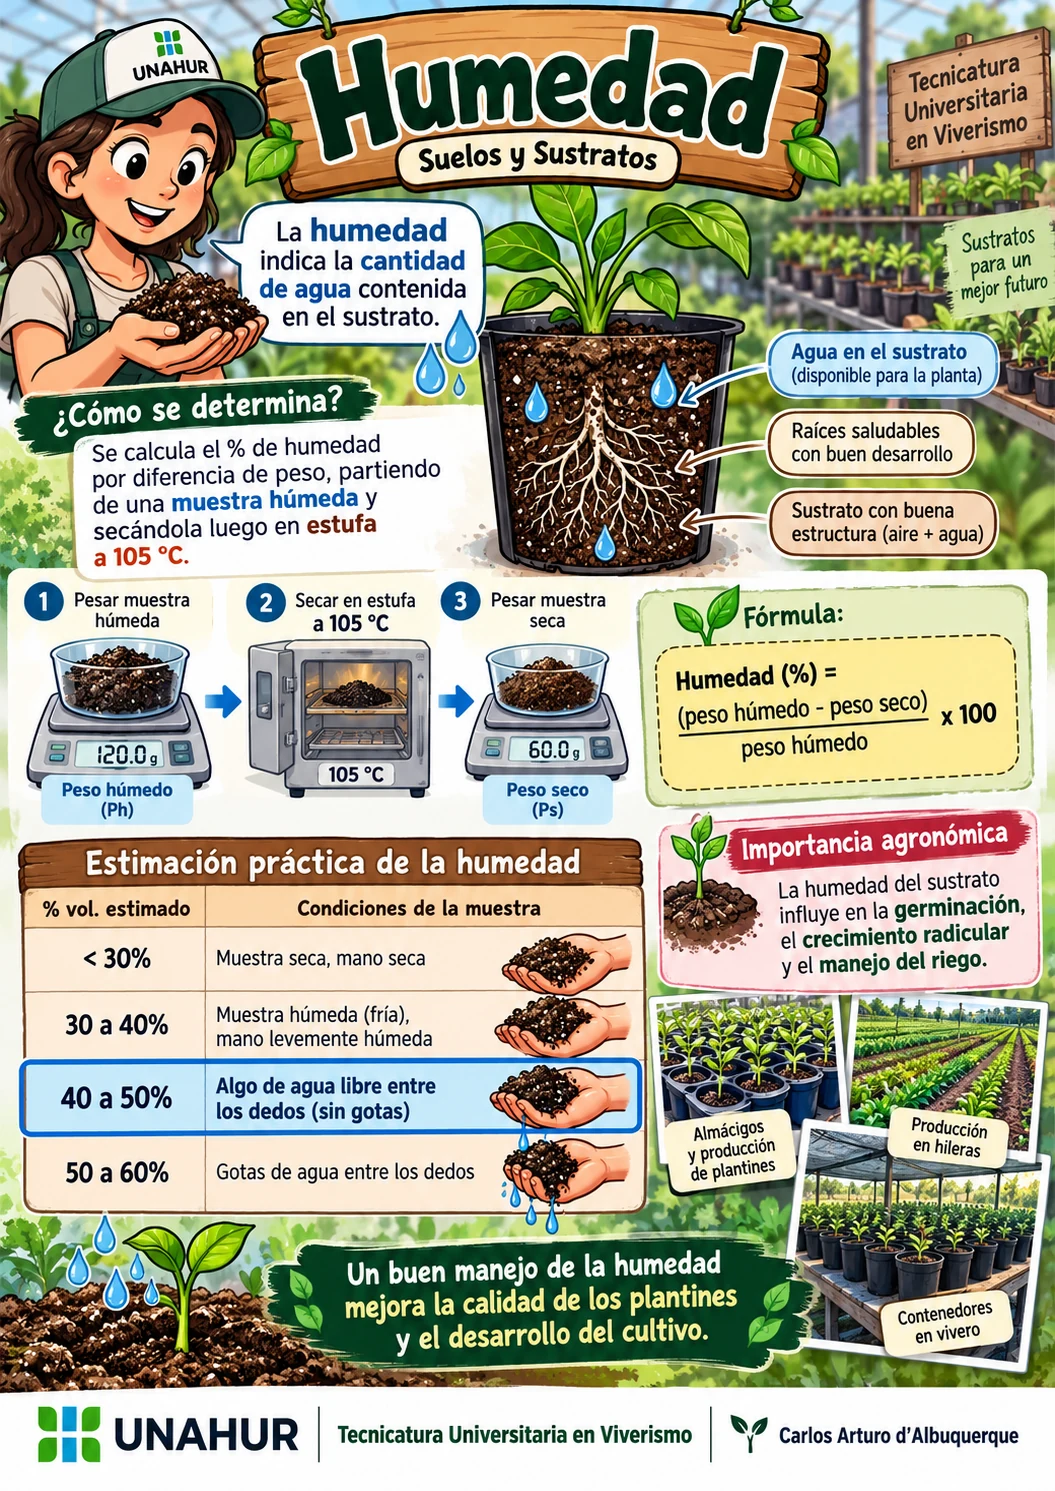 UNAHUR
Humedad
Suelos y Sustratos
Tecnicatura
Universitaria
en Viverismo
Sustratos
para un
mejor futuro
La humedad
indica la cantidad
de agua contenida
en el sustrato.
Agua en el sustrato
(disponible para la planta)
Raíces saludables
con buen desarrollo
Sustrato con buena
estructura (aire + agua)
¿Cómo se determina?
Se calcula el % de humedad
por diferencia de peso, partiendo
de una muestra húmeda y
secándola luego en estufa
a 105 °C.
1 Pesar muestra
húmeda
120.0 g
Peso húmedo
(Ph)
2 Secar en estufa
a 105 °C
105 °C
3 Pesar muestra
seca
60.0 g
Peso seco
(Ps)
Fórmula:
Humedad (%) =
(peso húmedo - peso seco)
peso húmedo
x 100
Estimación práctica de la humedad
% vol. estimado Condiciones de la muestra
< 30% Muestra seca, mano seca
30 a 40% Muestra húmeda (fría),
mano levemente húmeda
40 a 50% Algo de agua libre entre
los dedos (sin gotas)
50 a 60% Gotas de agua entre los dedos
Importancia agronómica
La humedad del sustrato
influye en la germinación,
el crecimiento radicular
y el manejo del riego.
Almácigos
y producción
de plantines
Producción
en hileras
Contenedores
en vivero
Un buen manejo de la humedad
mejora la calidad de los plantines
y el desarrollo del cultivo.
UNAHUR
Tecnicatura Universitaria en Viverismo
Carlos Arturo d'Albuquerque